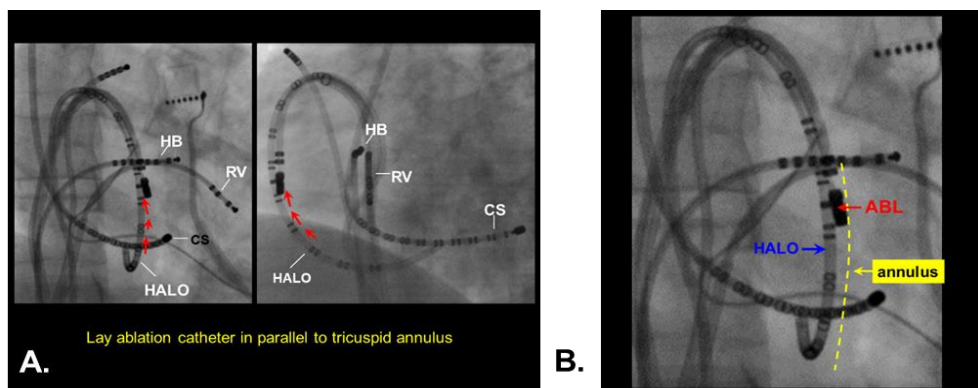 HB
RV
CS
HALO
HB
RV
CS
HALO
Lay ablation catheter in parallel to tricuspid annulus
A.
ABL
HALO
annulus
B.